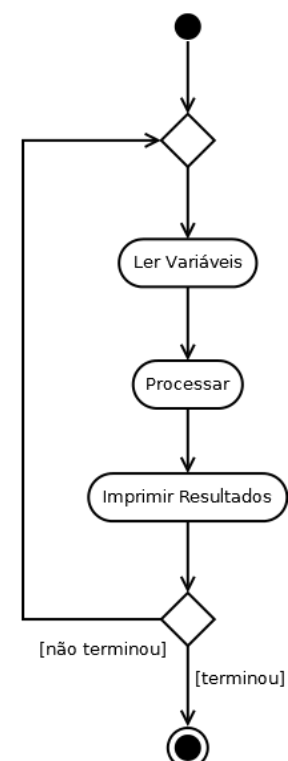 Ler Variáveis
Processar
Imprimir Resultados
[não terminou]
[terminou]